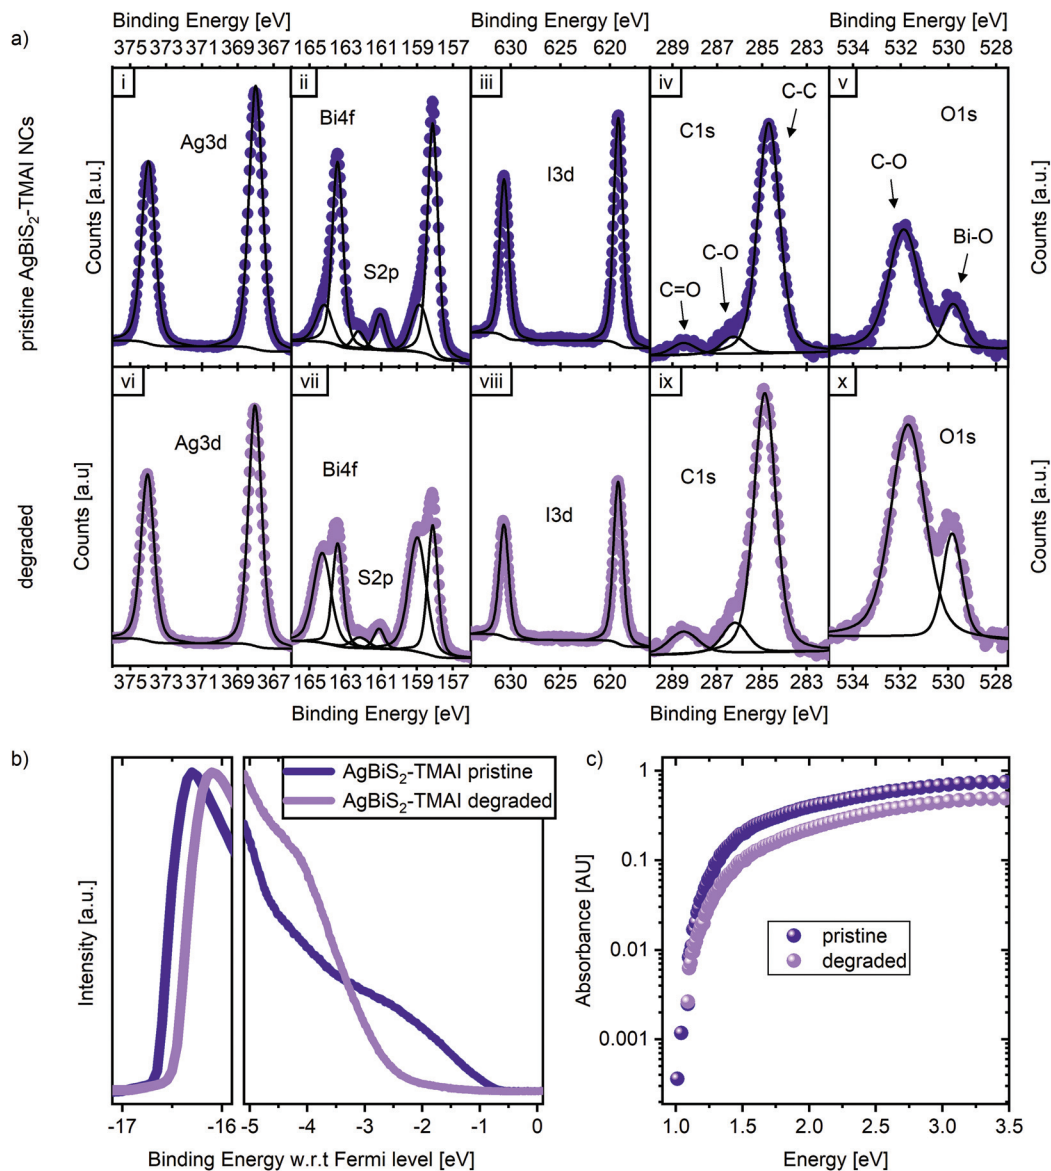 Binding Energy [eV]
Binding Energy [eV]
a)
375 373 371 369 367
165 163 161 159 157
630 625 620
289 287 285 283
534 532 530 528
pristine AgBiS2-TMAI NCs
Counts [a.u.]
i
Ag3d
ii
Bi4f
S2p
iii
I3d
iv
C1s
C-C
C-O
C=O
v
O1s
C-O
Bi-O
Counts [a.u.]
degraded
Counts [a.u]
vi
Ag3d
vii
Bi4f
S2p
viii
I3d
ix
C1s
x
O1s
Counts [a.u.]
375 373 371 369 367
165 163 161 159 157
630 625 620
289 287 285 283
534 532 530 528
Binding Energy [eV]
Binding Energy [eV]
b)
AgBiS2-TMAI pristine
AgBiS2-TMAI degraded
Intensity [a.u.]
-17 -16 -5 -4 -3 -2 -1 0
Binding Energy w.r.t Fermi level [eV]
c)
Absorbance [AU]
1
0.1
0.01
0.001
pristine
degraded
1.0 1.5 2.0 2.5 3.0 3.5
Energy [eV]